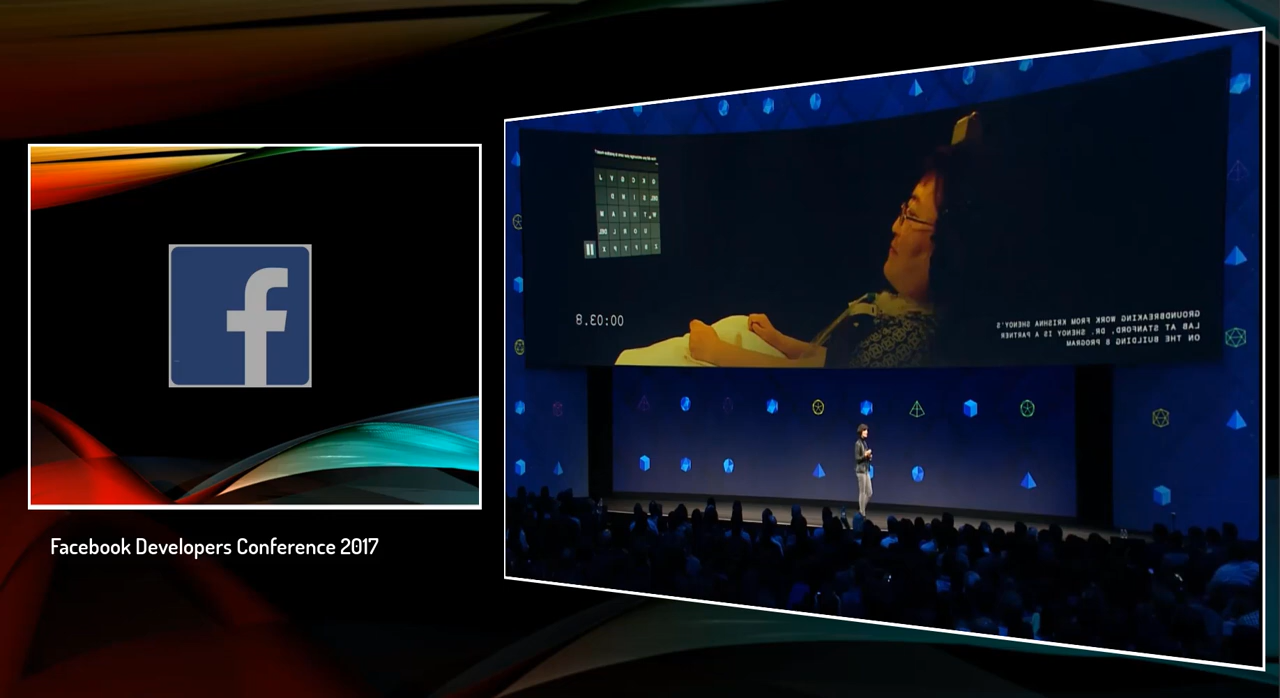 f
Facebook Developers Conference 2017
00:03.8
GROUNDBREAKING WORK FROM KRISHNA SHENOY'S
LAB AT STANFORD, DR. SHENOY IS A PARTNER
ON THE BUILDING 8 PROGRAM